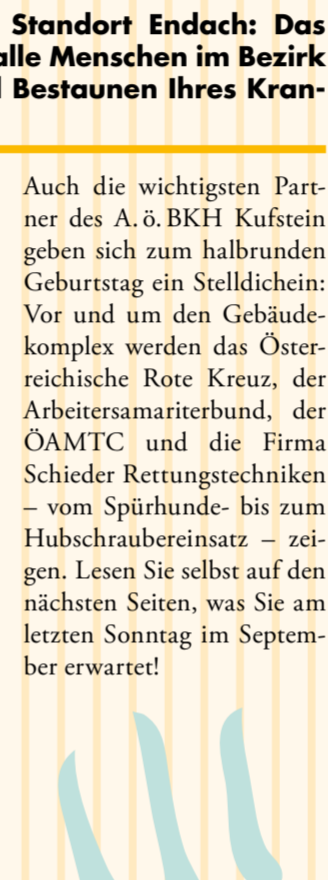 Standort Endach: Das
alle Menschen im Bezirk
Bestaunen Ihres Kran-
Auch die wichtigsten Part-
ner des A. ö. BKH Kufstein
geben sich zum halbrunden
Geburtstag ein Stelldichein:
Vor und um den Gebäude-
komplex werden das Öster-
reichische Rote Kreuz, der
Arbeitersamariterbund, der
ÖAMTC und die Firma
Schieder Rettungstechniken
– vom Spürhunde- bis zum
Hubschraubereinsatz – zei-
gen. Lesen Sie selbst auf den
nächsten Seiten, was Sie am
letzten Sonntag im Septem-
ber erwartet!